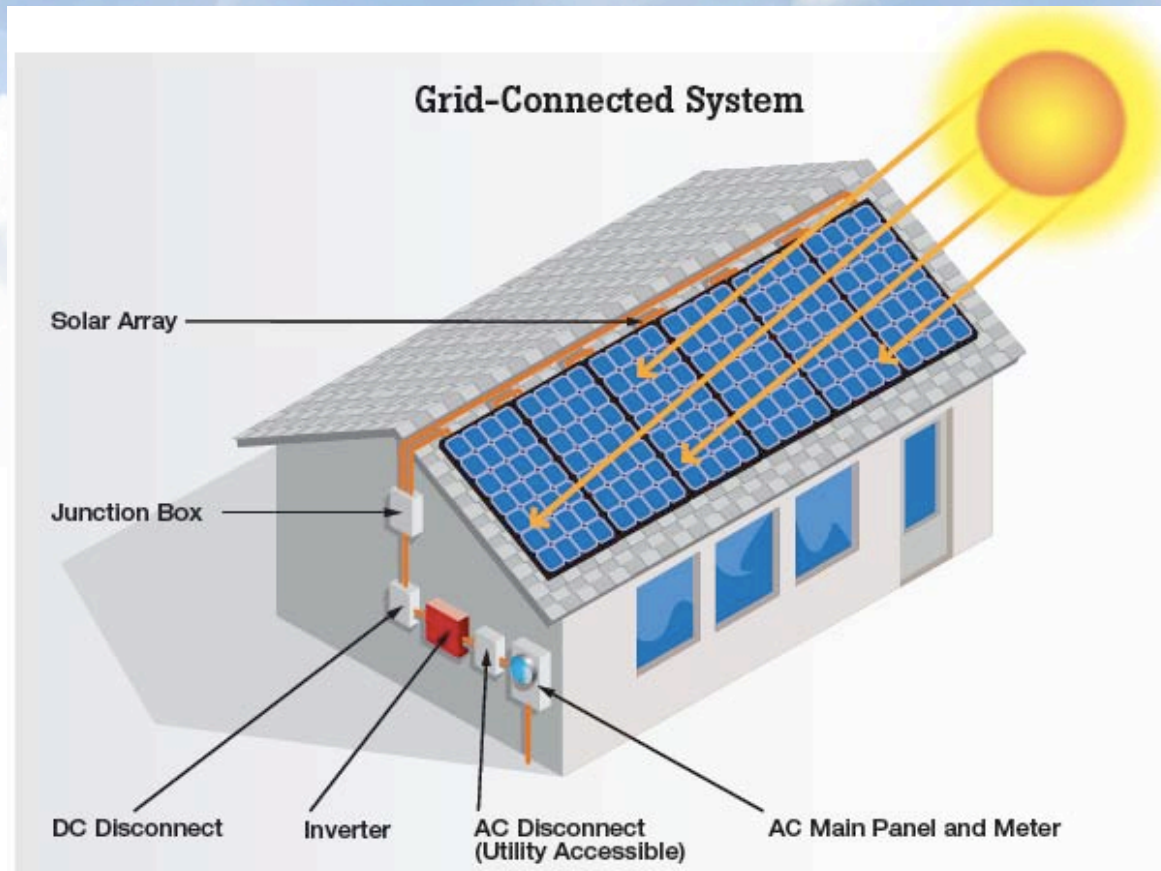 Grid-Connected System
Solar Array
Junction Box
DC Disconnect
Inverter
AC Disconnect
(Utility Accessible)
AC Main Panel and Meter